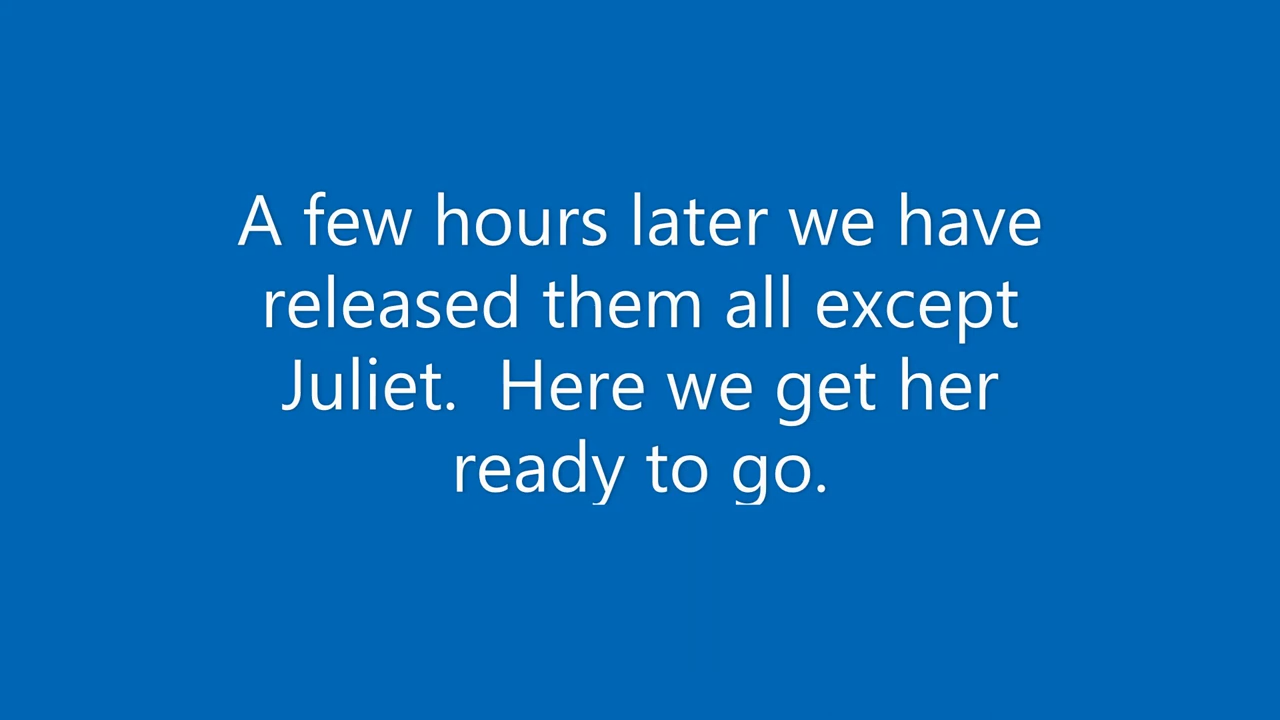 A few hours later we have
released them all except
Juliet.  Here we get her
ready to go.